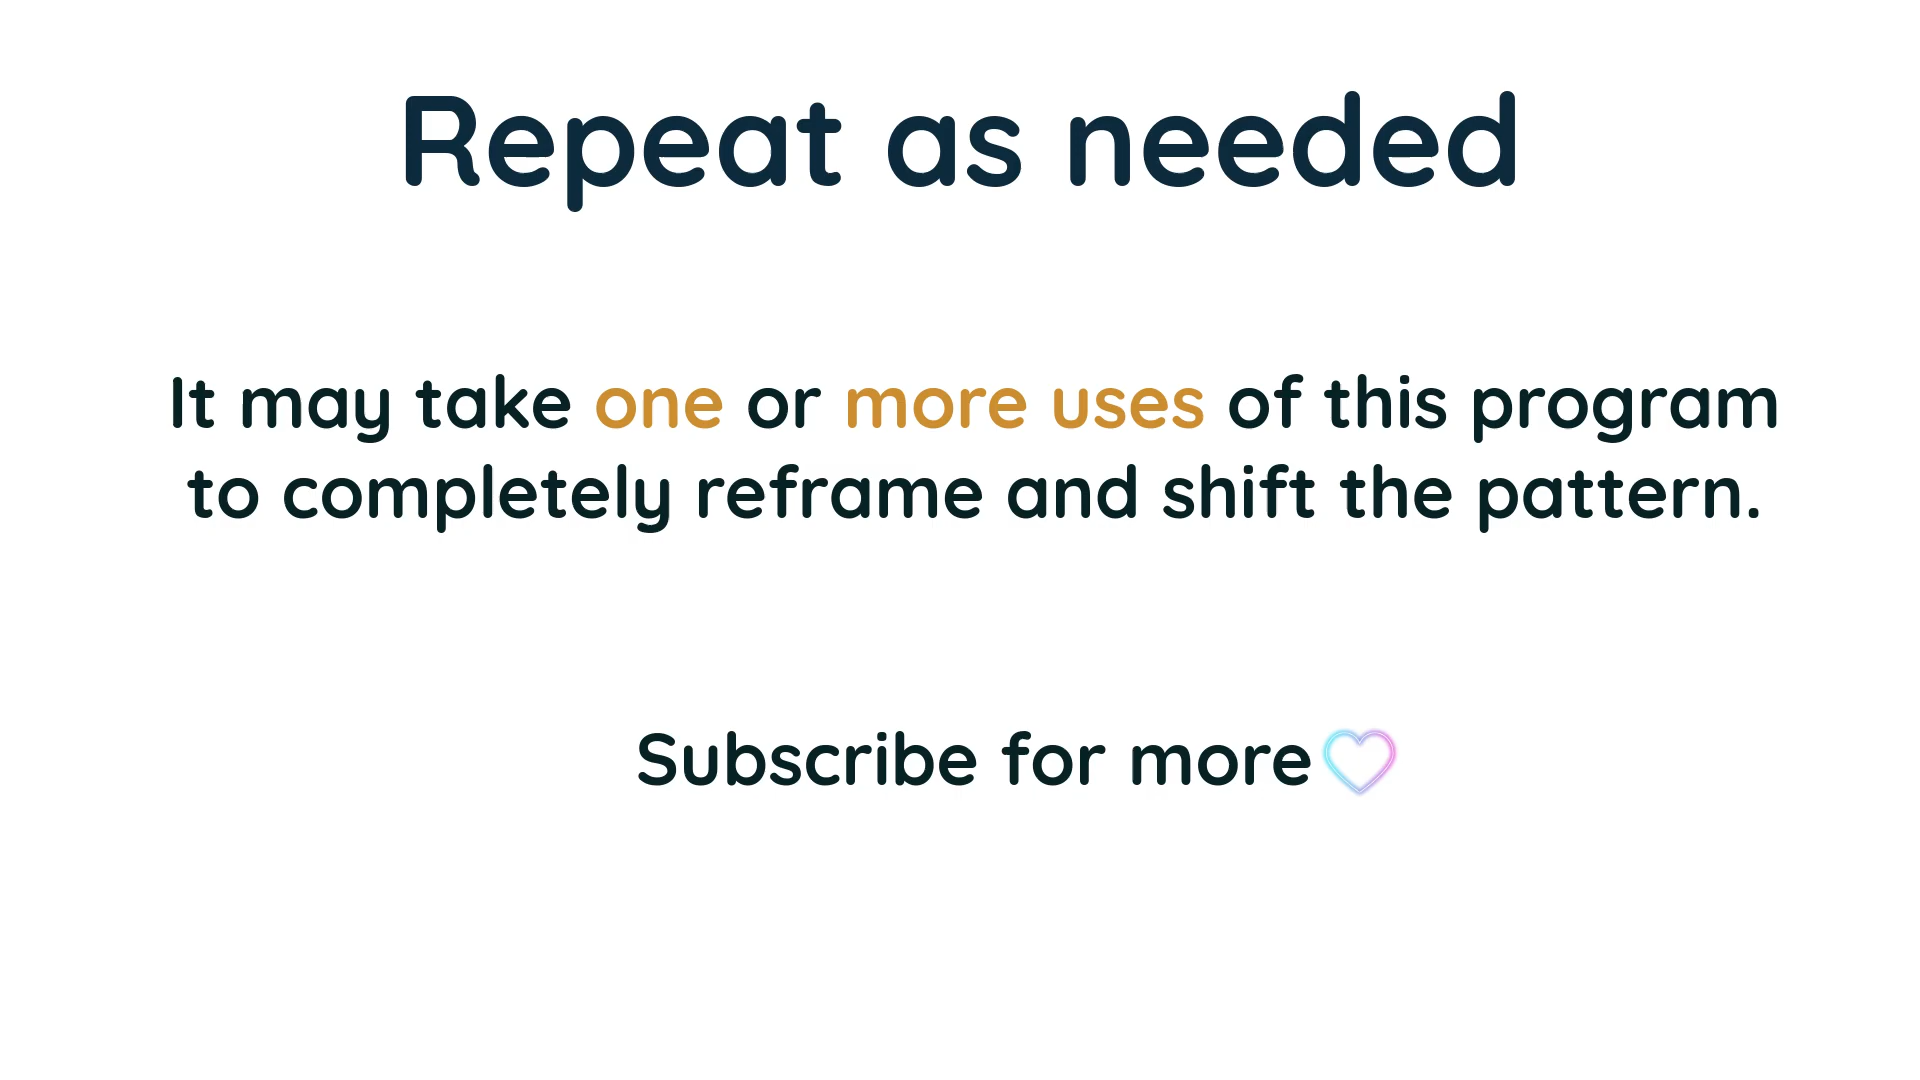 Repeat as needed
It may take one or more uses of this program
to completely reframe and shift the pattern.
Subscribe for more